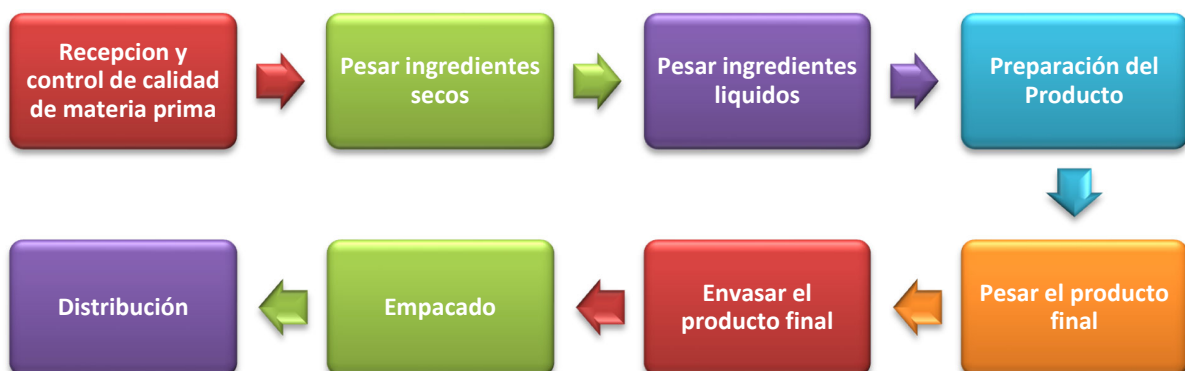 Recepcion y
control de calidad
de materia prima
Pesar ingredientes
secos
Pesar ingredientes
liquidos
Preparación del
Producto
Pesar el producto
final
Envasar el
producto final
Empacado
Distribución